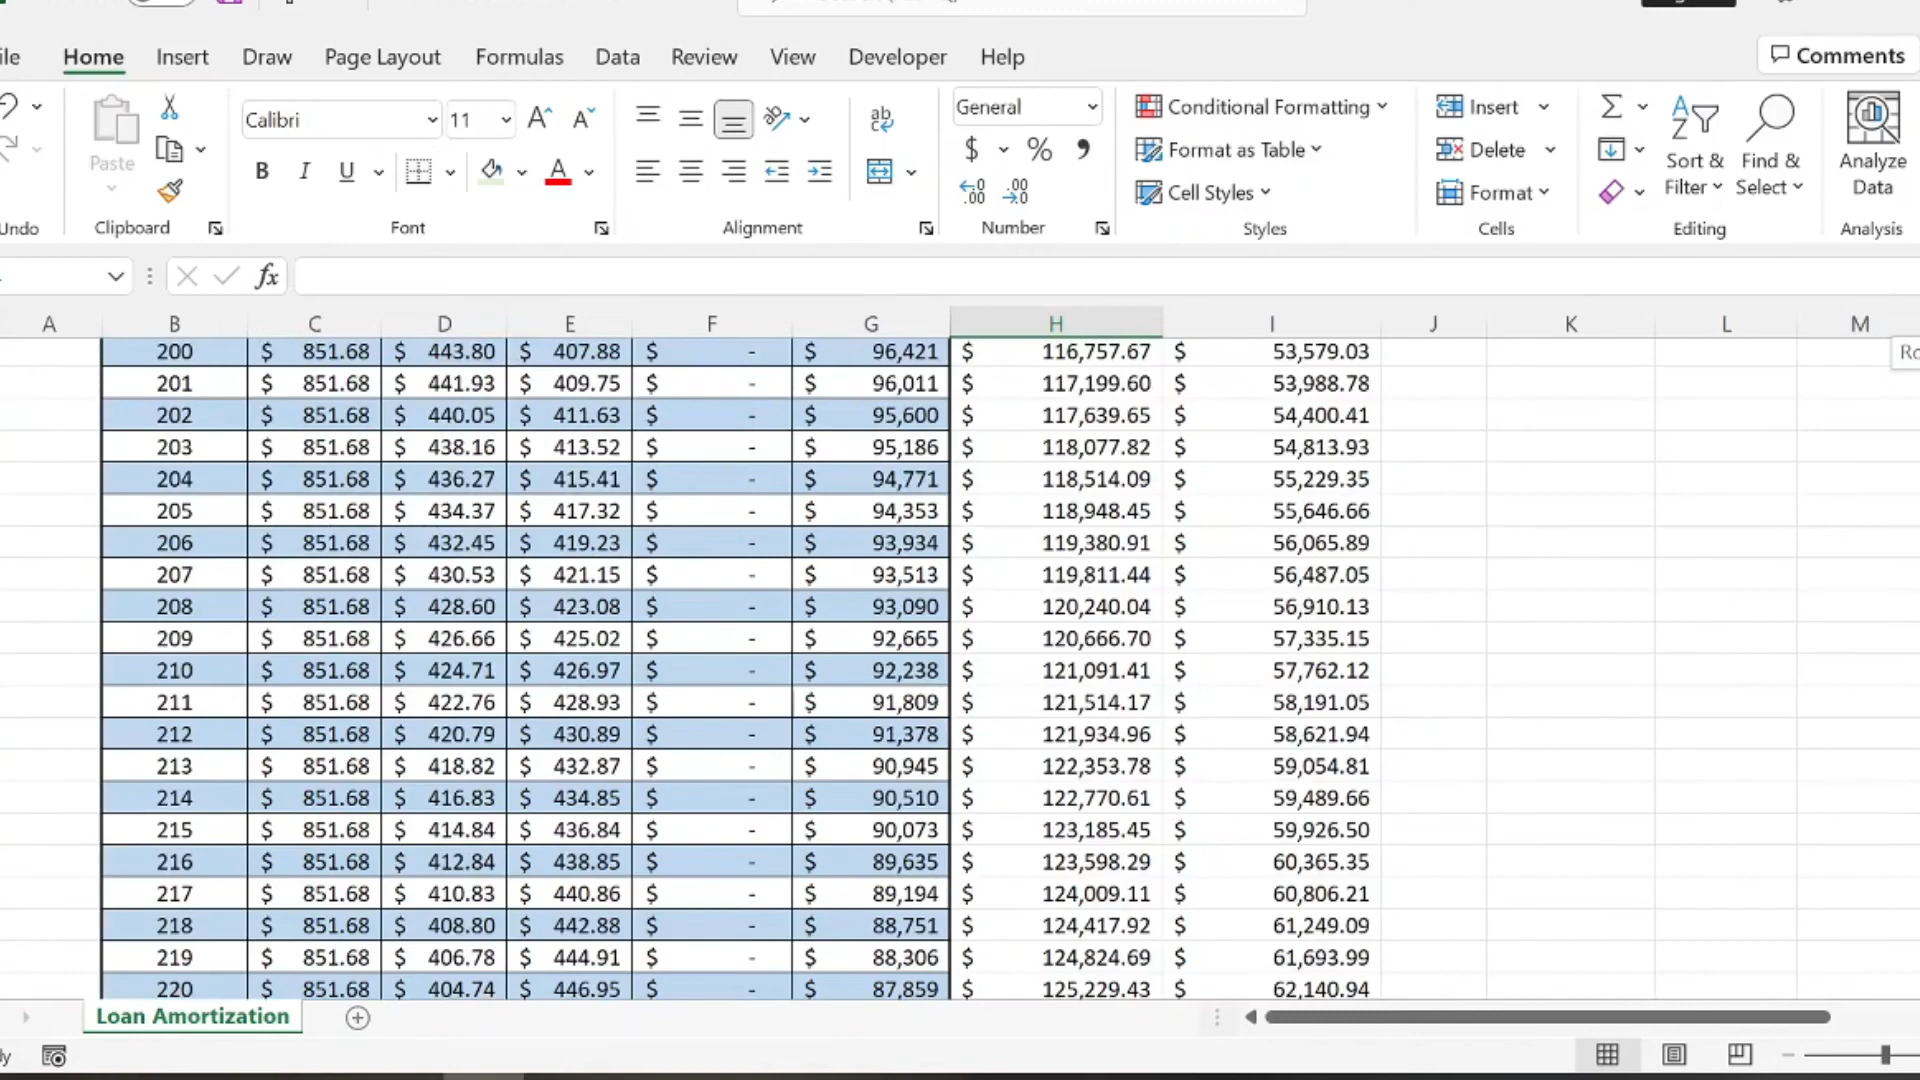 Home Insert Draw Page Layout Formulas Data Review View Developer Help Comments
Calibri 11 General Conditional Formatting Insert
Paste B I U A $ % Format as Table Delete Sort & Find & Analyze
Cell Styles Format Filter Select Data
Undo Clipboard Font Alignment Number Styles Cells Editing Analysis
fx
A B C D E F G H I J K L M
200 $ 851.68 $ 443.80 $ 407.88 $ - $ 96,421 $ 116,757.67 $ 53,579.03
201 $ 851.68 $ 441.93 $ 409.75 $ - $ 96,011 $ 117,199.60 $ 53,988.78
202 $ 851.68 $ 440.05 $ 411.63 $ - $ 95,600 $ 117,639.65 $ 54,400.41
203 $ 851.68 $ 438.16 $ 413.52 $ - $ 95,186 $ 118,077.82 $ 54,813.93
204 $ 851.68 $ 436.27 $ 415.41 $ - $ 94,771 $ 118,514.09 $ 55,229.35
205 $ 851.68 $ 434.37 $ 417.32 $ - $ 94,353 $ 118,948.45 $ 55,646.66
206 $ 851.68 $ 432.45 $ 419.23 $ - $ 93,934 $ 119,380.91 $ 56,065.89
207 $ 851.68 $ 430.53 $ 421.15 $ - $ 93,513 $ 119,811.44 $ 56,487.05
208 $ 851.68 $ 428.60 $ 423.08 $ - $ 93,090 $ 120,240.04 $ 56,910.13
209 $ 851.68 $ 426.66 $ 425.02 $ - $ 92,665 $ 120,666.70 $ 57,335.15
210 $ 851.68 $ 424.71 $ 426.97 $ - $ 92,238 $ 121,091.41 $ 57,762.12
211 $ 851.68 $ 422.76 $ 428.93 $ - $ 91,809 $ 121,514.17 $ 58,191.05
212 $ 851.68 $ 420.79 $ 430.89 $ - $ 91,378 $ 121,934.96 $ 58,621.94
213 $ 851.68 $ 418.82 $ 432.87 $ - $ 90,945 $ 122,353.78 $ 59,054.81
214 $ 851.68 $ 416.83 $ 434.85 $ - $ 90,510 $ 122,770.61 $ 59,489.66
215 $ 851.68 $ 414.84 $ 436.84 $ - $ 90,073 $ 123,185.45 $ 59,926.50
216 $ 851.68 $ 412.84 $ 438.85 $ - $ 89,635 $ 123,598.29 $ 60,365.35
217 $ 851.68 $ 410.83 $ 440.86 $ - $ 89,194 $ 124,009.11 $ 60,806.21
218 $ 851.68 $ 408.80 $ 442.88 $ - $ 88,751 $ 124,417.92 $ 61,249.09
219 $ 851.68 $ 406.78 $ 444.91 $ - $ 88,306 $ 124,824.69 $ 61,693.99
220 $ 851.68 $ 404.74 $ 446.95 $ - $ 87,859 $ 125,229.43 $ 62,140.94
Loan Amortization